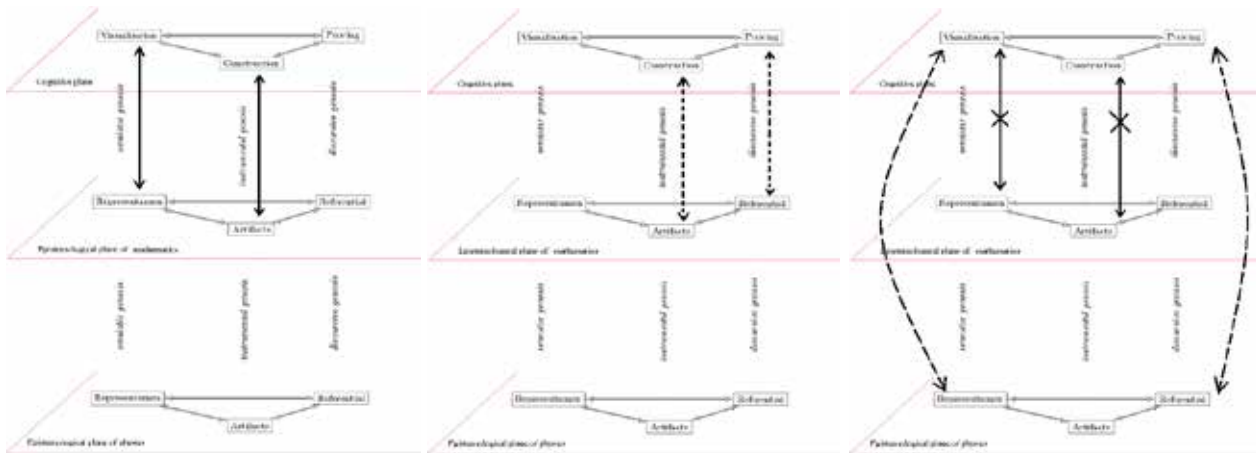 Visualisation
Proving
Construction
Cognitive plane
semiotic genesis
instrumental genesis
discursive genesis
Representamen
Referential
Artifacts
Epistemological plane of mathematics
semiotic genesis
instrumental genesis
discursive genesis
Representamen
Referential
Artifacts
Epistemological plane of physics
Visualisation
Proving
Construction
Cognitive plane
semiotic genesis
instrumental genesis
discursive genesis
Representamen
Referential
Artifacts
Epistemological plane of mathematics
semiotic genesis
instrumental genesis
discursive genesis
Representamen
Referential
Artifacts
Epistemological plane of physics
Visualisation
Proving
Construction
Cognitive plane
semiotic genesis
instrumental genesis
discursive genesis
Representamen
Referential
Artifacts
Epistemological plane of mathematics
semiotic genesis
instrumental genesis
discursive genesis
Representamen
Referential
Artifacts
Epistemological plane of physics